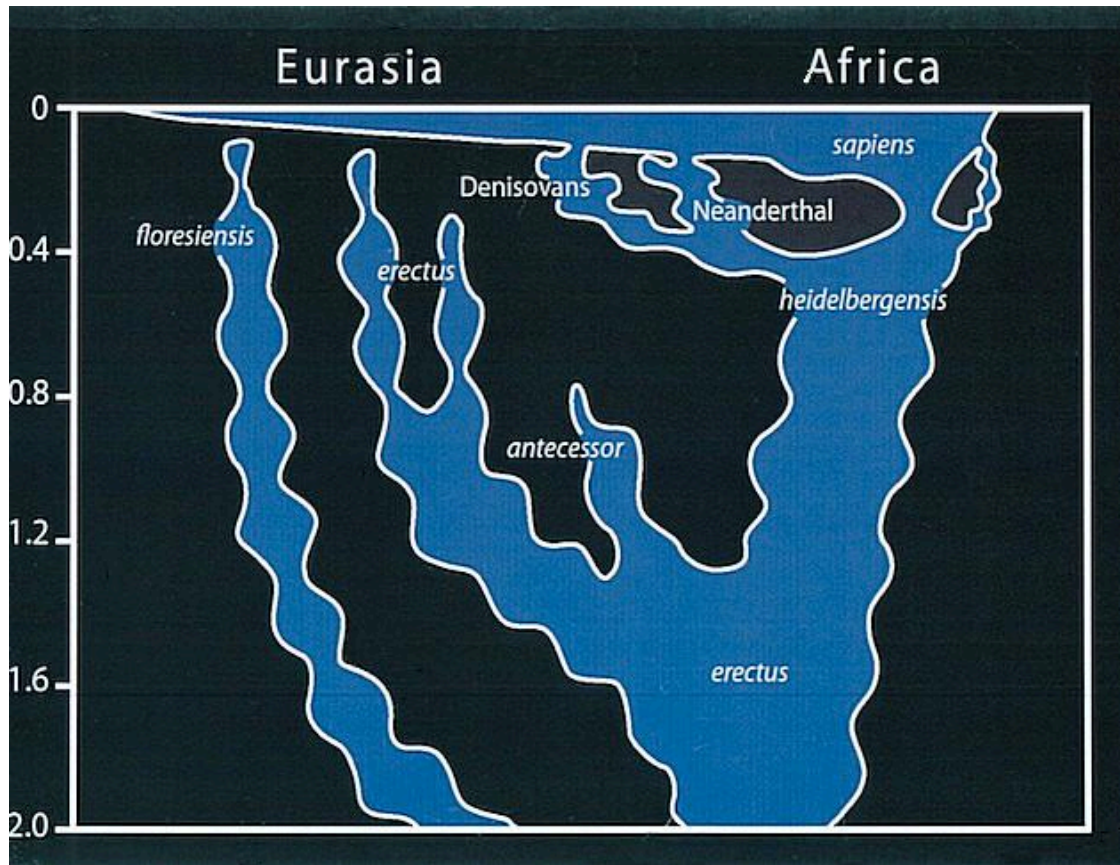 Eurasia
Africa
0
sapiens
Denisovans
Neanderthal
floresiensis
0.4
erectus
heidelbergensis
0.8
antecessor
1.2
erectus
1.6
2.0